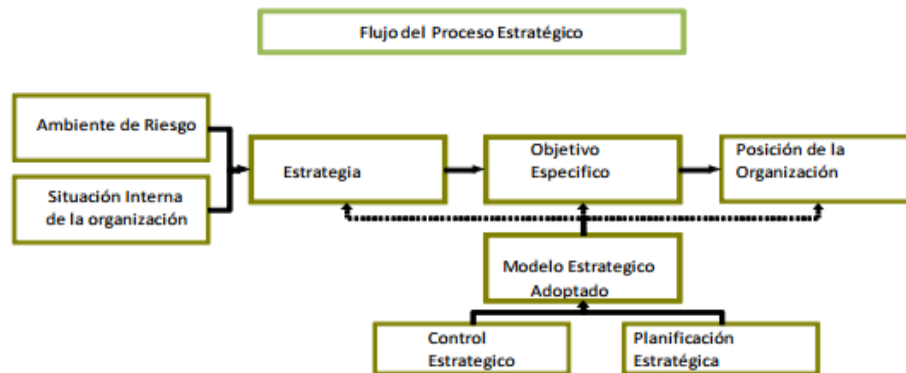 Flujo del Proceso Estratégico
Ambiente de Riesgo
Situación Interna
de la organización
Estrategia
Objetivo
Especifico
Posición de la
Organización
Modelo Estrategico
Adoptado
Control
Estrategico
Planificación
Estratégica